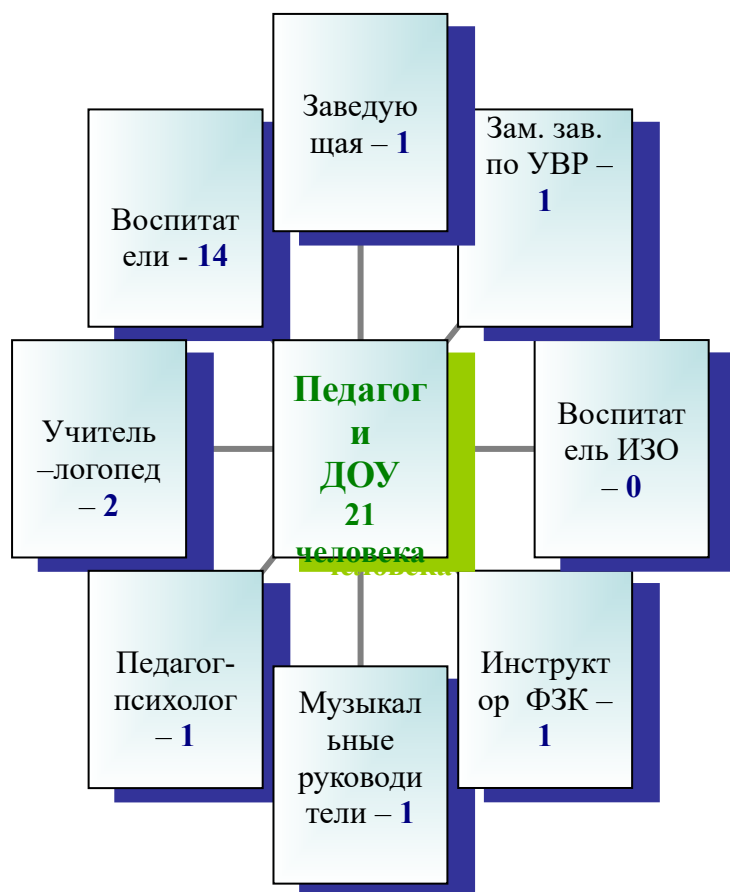 Заведую
щая – 1
Зам. зав.
по УВР –
1
Воспитат
ели - 14
Воспитат
ель ИЗО
– 0
Учитель
–логопед
– 2
Педагог
и
ДОУ
21
человека
Педагог-
психолог
– 1
Инструкт
ор ФЗК –
1
Музыкал
ьные
руководи
тели – 1